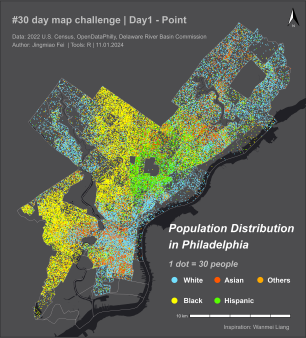 #30 day map challenge | Day1 - Point
Data: 2022 U.S. Census, OpenDataPhilly, Delaware River Basin Commission
Author: Jingmiao Fei | Tools: R | 11.01.2024
Population Distribution
in Philadelphia
1 dot = 30 people
White Asian Others
Black Hispanic
10 km
Inspiration: Wanmei Liang